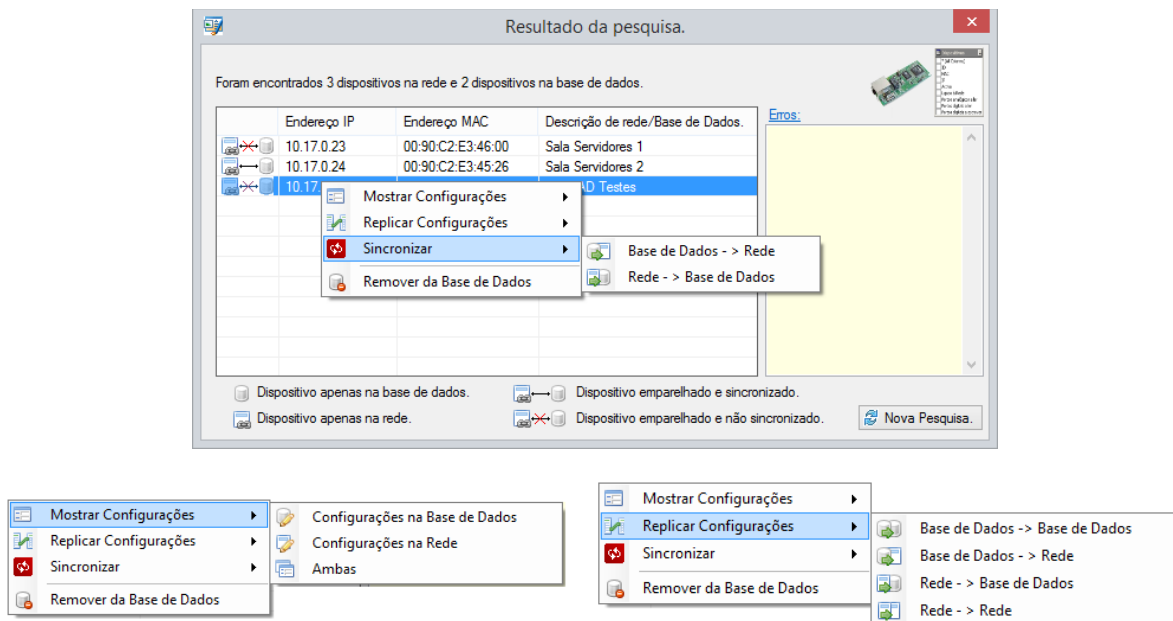 Resultado da pesquisa.
Foram encontrados 3 dispositivos na rede e 2 dispositivos na base de dados.
Endereço IP Endereço MAC Descrição de rede/Base de Dados.
Erros:
10.17.0.23 00:90:C2:E3:46:00 Sala Servidores 1
10.17.0.24 00:90:C2:E3:45:26 Sala Servidores 2
10.17. AD Testes
Mostrar Configurações
Replicar Configurações
Sincronizar
Remover da Base de Dados
Base de Dados - > Rede
Rede - > Base de Dados
Dispositivo apenas na base de dados.
Dispositivo emparelhado e sincronizado.
Dispositivo apenas na rede.
Dispositivo emparelhado e não sincronizado.
Nova Pesquisa.
Mostrar Configurações
Replicar Configurações
Sincronizar
Remover da Base de Dados
Configurações na Base de Dados
Configurações na Rede
Ambas
Mostrar Configurações
Replicar Configurações
Sincronizar
Remover da Base de Dados
Base de Dados -> Base de Dados
Base de Dados - > Rede
Rede - > Base de Dados
Rede - > Rede